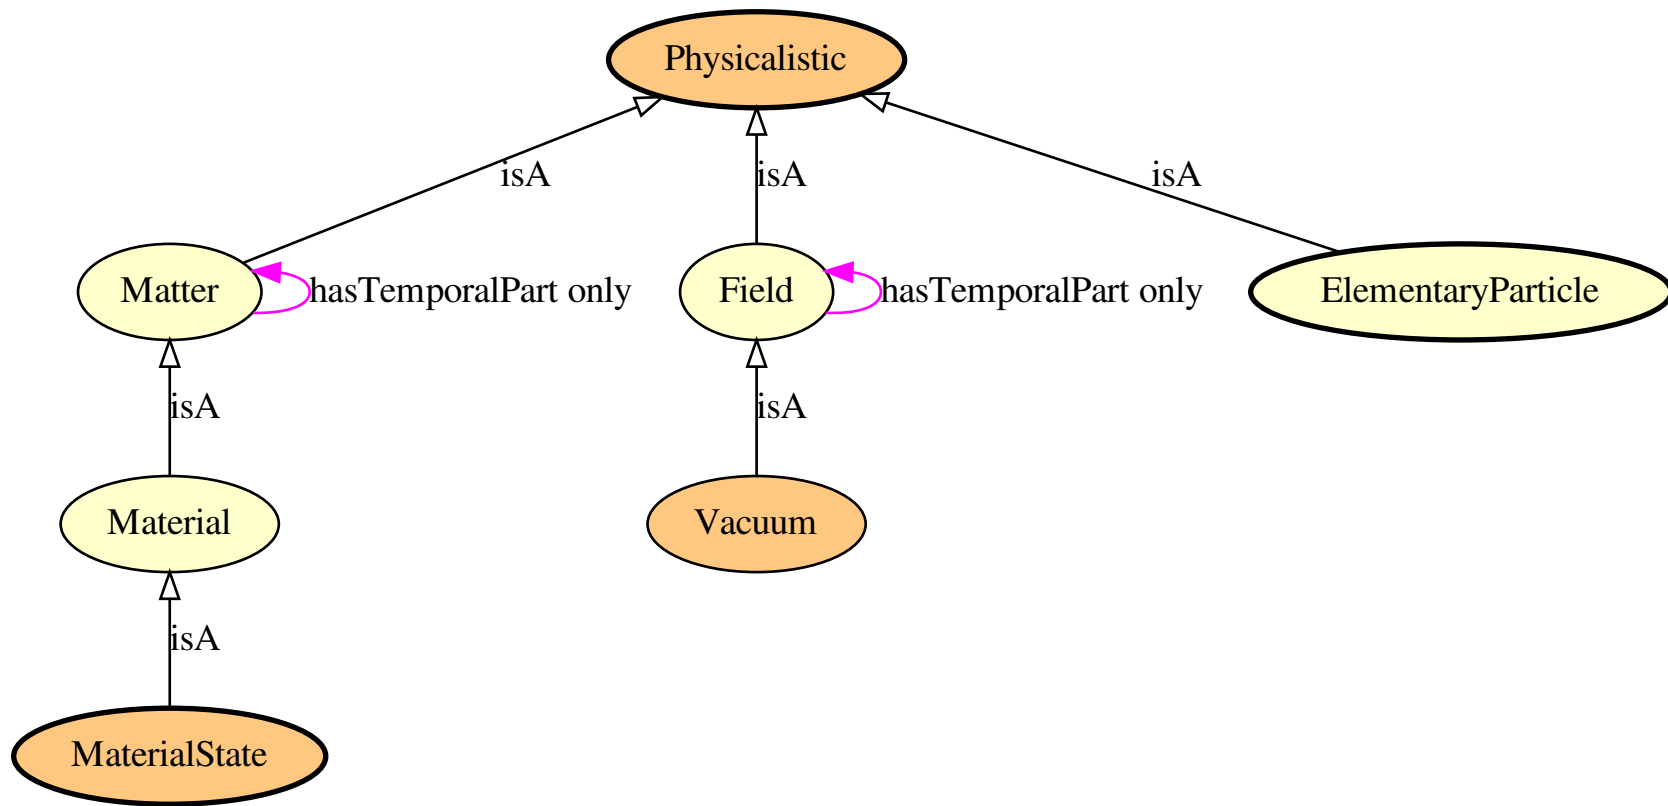 Physicalistic
isA
isA
isA
Matter
hasTemporalPart only
Field
hasTemporalPart only
ElementaryParticle
isA
isA
Material
Vacuum
isA
MaterialState